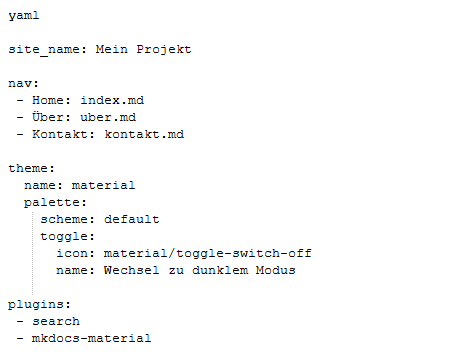 yaml
site_name: Mein Projekt
nav:
 - Home: index.md
 - Über: uber.md
 - Kontakt: kontakt.md
theme:
  name: material
  palette:
    scheme: default
    toggle:
      icon: material/toggle-switch-off
      name: Wechsel zu dunklem Modus
plugins:
 - search
 - mkdocs-material